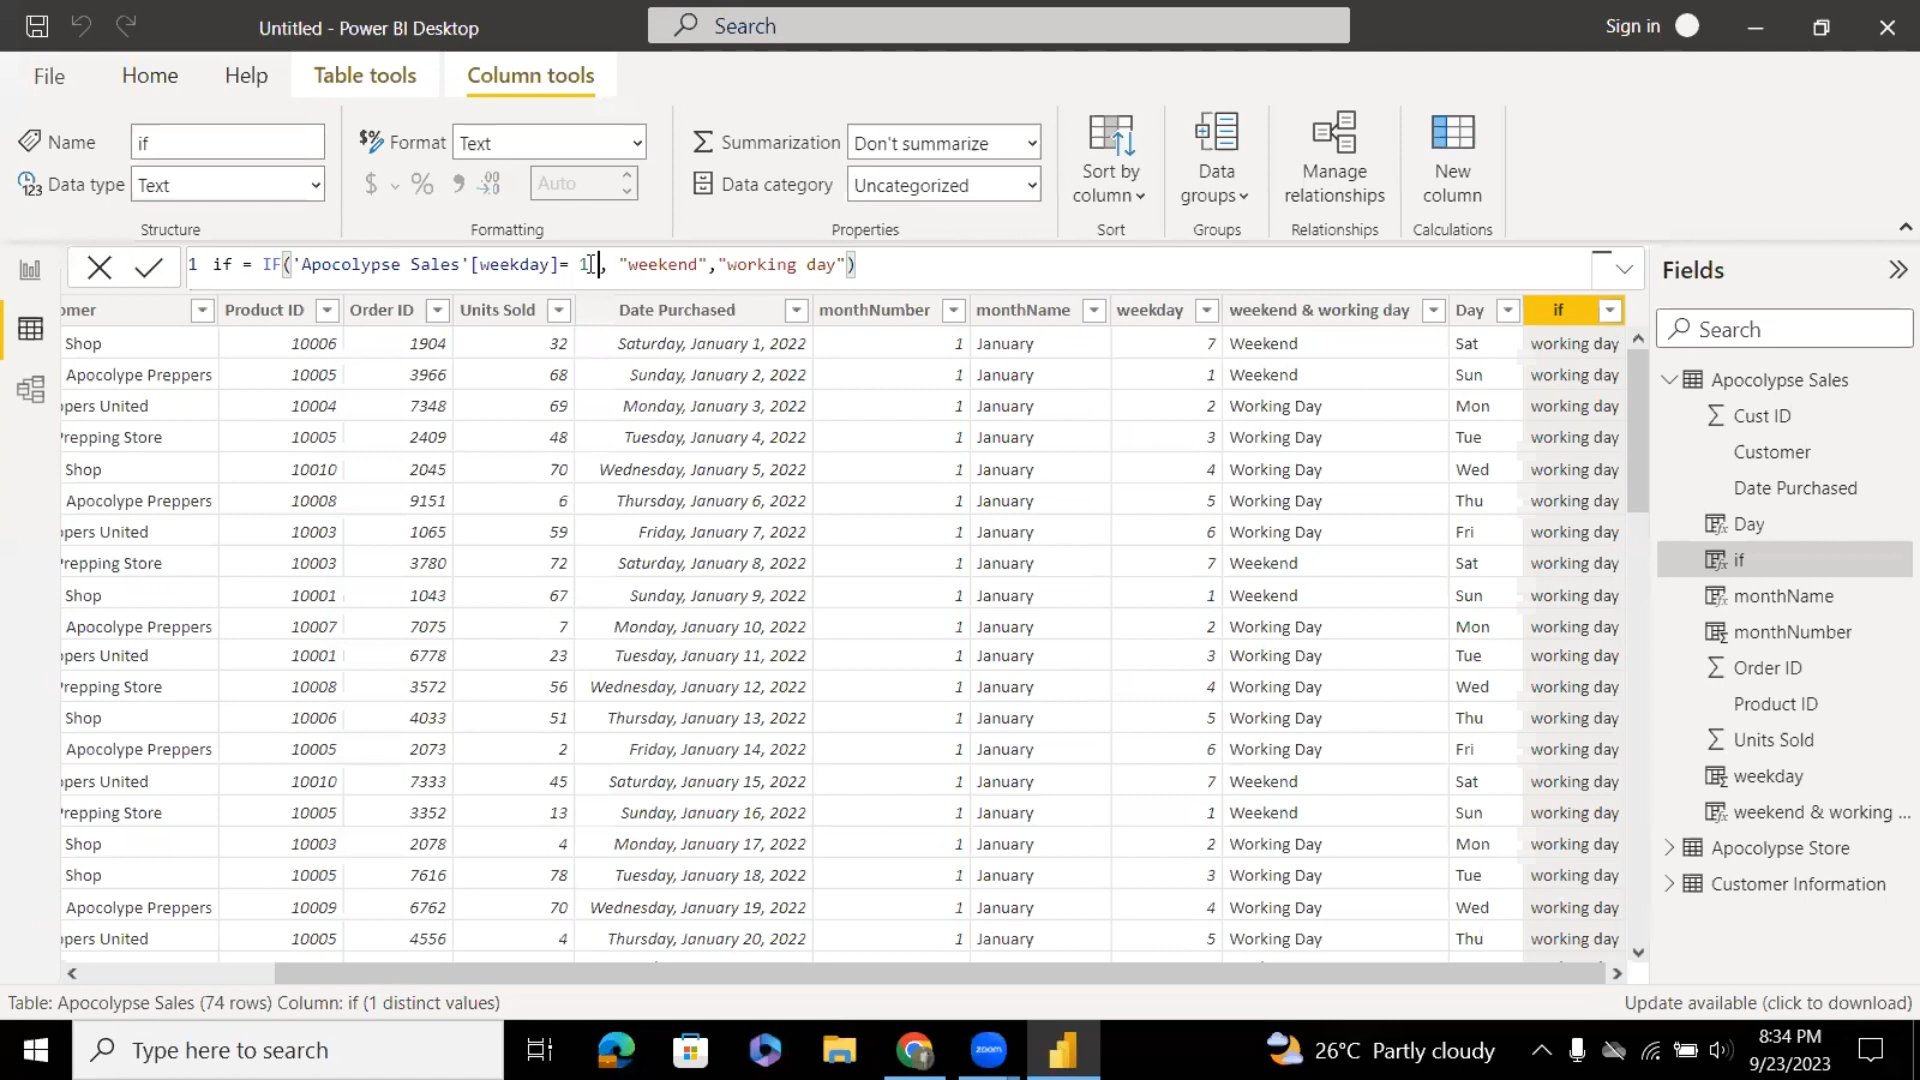 Untitled - Power BI Desktop
Search
Sign in
File
Home
Help
Table tools
Column tools
Name
if
Data type
Text
Structure
Format
Text
$ % 9 Auto
Formatting
Summarization
Don't summarize
Data category
Uncategorized
Properties
Sort by column
Sort
Data groups
Groups
Manage relationships
Relationships
New column
Calculations
1 if = IF('Apocolypse Sales'[weekday]= 1, "weekend","working day")
omer Product ID Order ID Units Sold Date Purchased monthNumber monthName weekday weekend & working day Day if
Shop 10006 1904 32 Saturday, January 1, 2022 1 January 7 Weekend Sat working day
Apocolype Preppers 10005 3966 68 Sunday, January 2, 2022 1 January 1 Weekend Sun working day
pers United 10004 7348 69 Monday, January 3, 2022 1 January 2 Working Day Mon working day
Prepping Store 10005 2409 48 Tuesday, January 4, 2022 1 January 3 Working Day Tue working day
Shop 10010 2045 70 Wednesday, January 5, 2022 1 January 4 Working Day Wed working day
Apocolype Preppers 10008 9151 6 Thursday, January 6, 2022 1 January 5 Working Day Thu working day
pers United 10003 1065 59 Friday, January 7, 2022 1 January 6 Working Day Fri working day
Prepping Store 10003 3780 72 Saturday, January 8, 2022 1 January 7 Weekend Sat working day
Shop 10001 1043 67 Sunday, January 9, 2022 1 January 1 Weekend Sun working day
Apocolype Preppers 10007 7075 7 Monday, January 10, 2022 1 January 2 Working Day Mon working day
pers United 10001 6778 23 Tuesday, January 11, 2022 1 January 3 Working Day Tue working day
Prepping Store 10008 3572 56 Wednesday, January 12, 2022 1 January 4 Working Day Wed working day
Shop 10006 4033 51 Thursday, January 13, 2022 1 January 5 Working Day Thu working day
Apocolype Preppers 10005 2073 2 Friday, January 14, 2022 1 January 6 Working Day Fri working day
pers United 10010 7333 45 Saturday, January 15, 2022 1 January 7 Weekend Sat working day
Prepping Store 10005 3352 13 Sunday, January 16, 2022 1 January 1 Weekend Sun working day
Shop 10003 2078 4 Monday, January 17, 2022 1 January 2 Working Day Mon working day
Shop 10005 7616 78 Tuesday, January 18, 2022 1 January 3 Working Day Tue working day
Apocolype Preppers 10009 6762 70 Wednesday, January 19, 2022 1 January 4 Working Day Wed working day
pers United 10005 4556 4 Thursday, January 20, 2022 1 January 5 Working Day Thu working day
Fields
Search
Apocolypse Sales
Cust ID
Customer
Date Purchased
Day
if
monthName
monthNumber
Order ID
Product ID
Units Sold
weekday
weekend & working ...
Apocolypse Store
Customer Information
Table: Apocolypse Sales (74 rows) Column: if (1 distinct values)
Update available (click to download)
Type here to search
zoom
26°C Partly cloudy
8:34 PM
9/23/2023